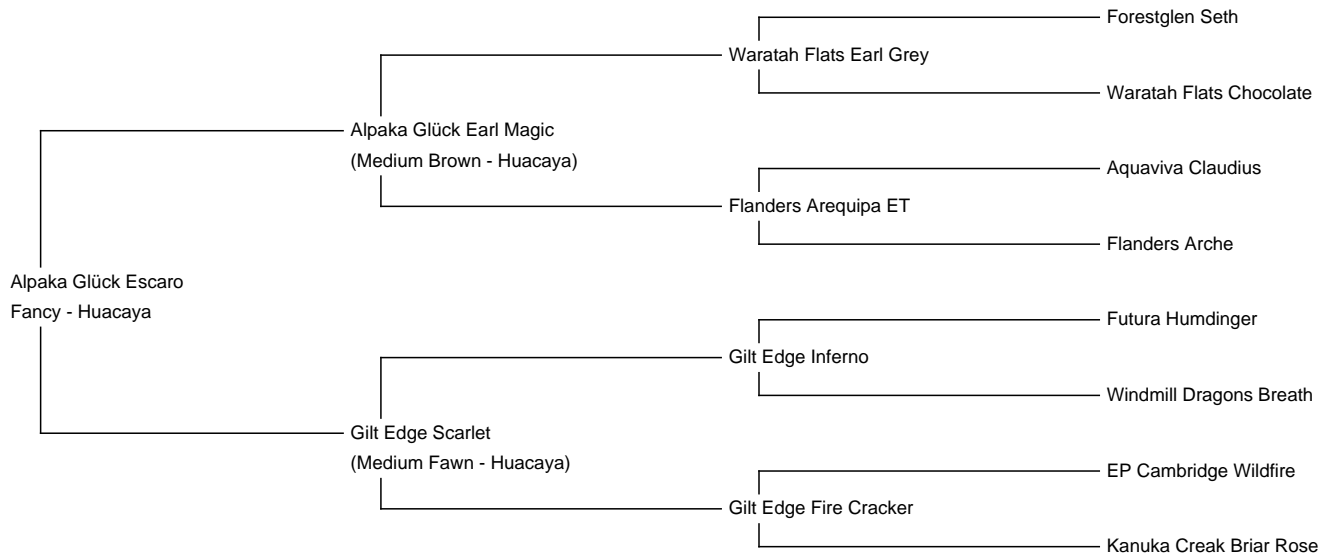 Forestglen Seth
Waratah Flats Earl Grey
Waratah Flats Chocolate
Alpaka Glück Earl Magic
(Medium Brown - Huacaya)
Aquaviva Claudius
Flanders Arequipa ET
Flanders Arche
Alpaka Glück Escaro
Fancy - Huacaya
Futura Humdinger
Gilt Edge Inferno
Windmill Dragons Breath
Gilt Edge Scarlet
(Medium Fawn - Huacaya)
EP Cambridge Wildfire
Gilt Edge Fire Cracker
Kanuka Creak Briar Rose